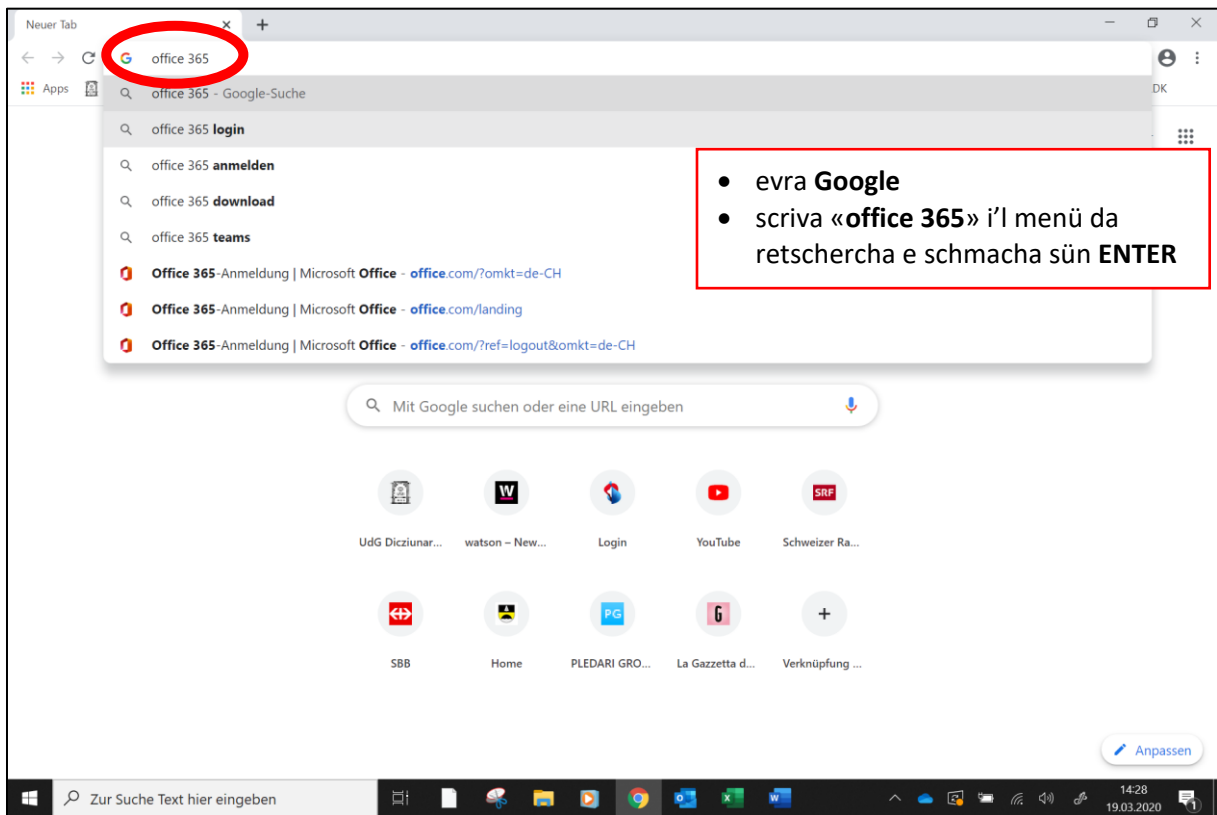 Neuer Tab
office 365
Apps
DK
office 365 - Google-Suche
office 365 login
office 365 anmelden
office 365 download
office 365 teams
Office 365-Anmeldung | Microsoft Office - office.com/?omkt=de-CH
Office 365-Anmeldung | Microsoft Office - office.com/landing
Office 365-Anmeldung | Microsoft Office - office.com/?ref=logout&omkt=de-CH
• evra Google
• scriva «office 365» i’l menü da
retschercha e schmacha sün ENTER
Mit Google suchen oder eine URL eingeben
UdG Dicziunar... watson – New... Login YouTube Schweizer Ra...
SBB Home PLEDARI GRO... La Gazzetta d... Verknüpfung ...
Anpassen
Zur Suche Text hier eingeben
14:28
19.03.2020